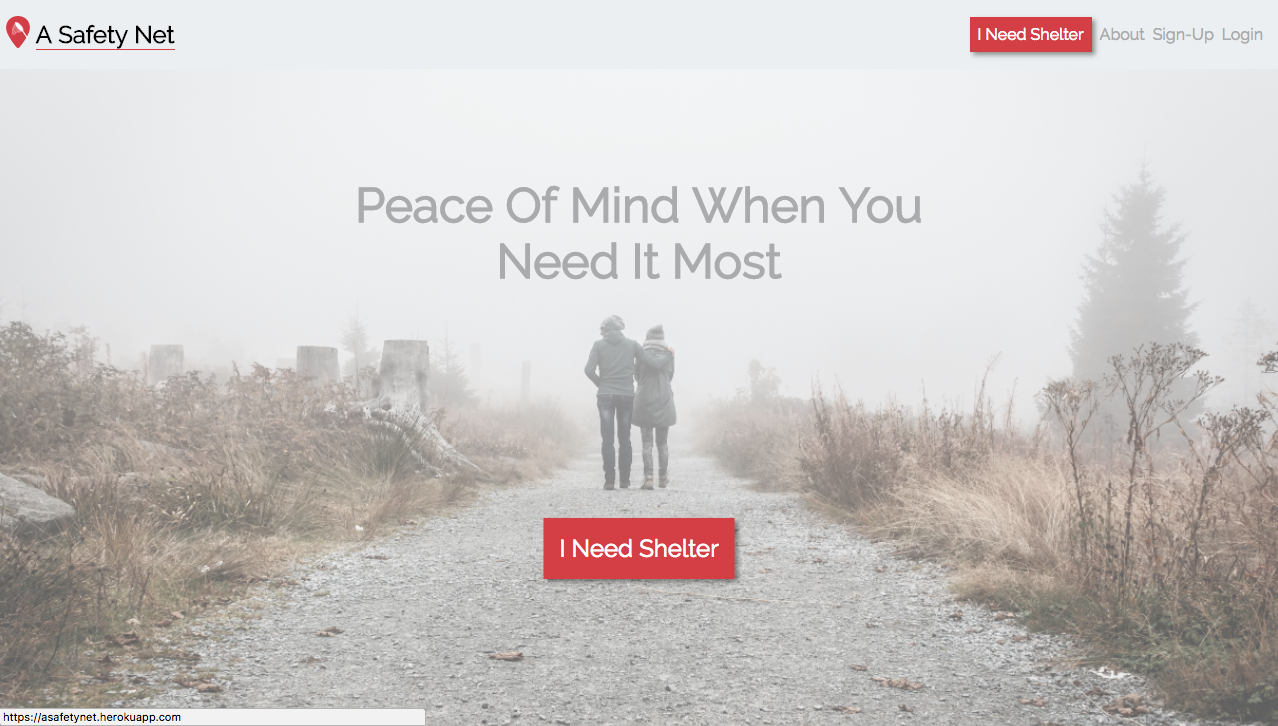 A Safety Net
I Need Shelter About Sign-Up Login
Peace Of Mind When You
Need It Most
I Need Shelter
https://asafetynet.herokuapp.com